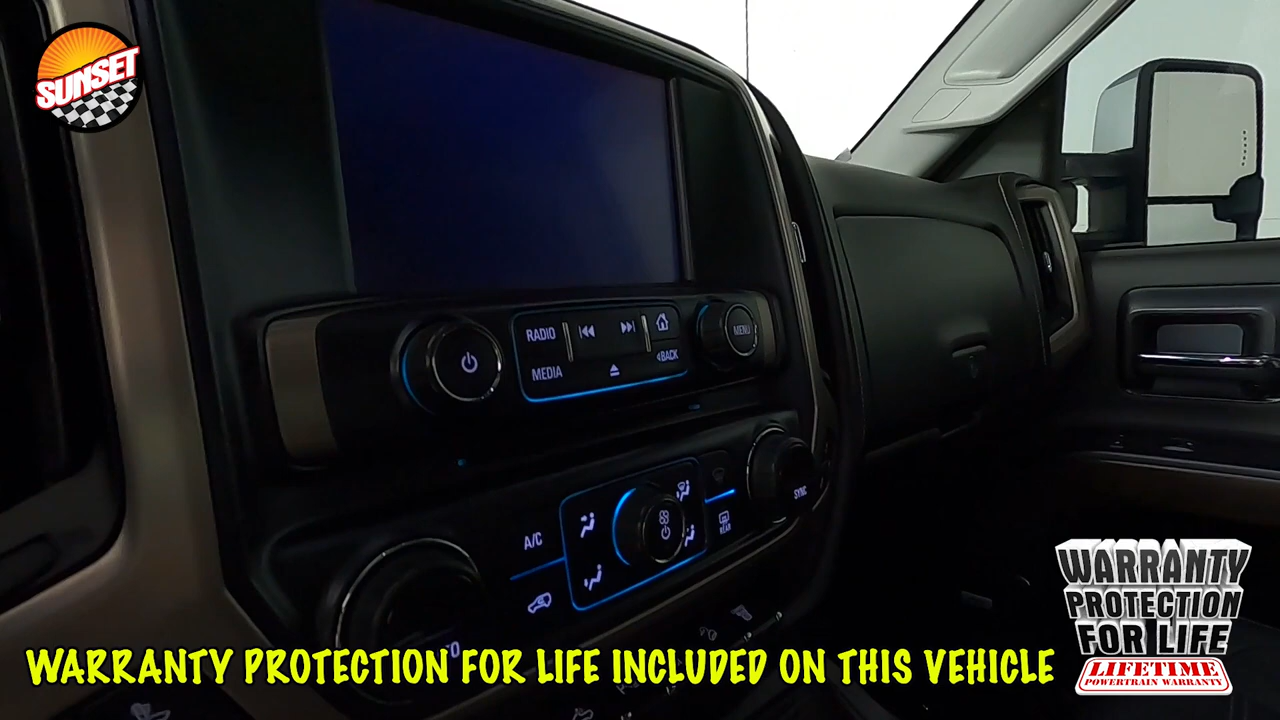 SUNSET
RADIO
MEDIA
BACK
MENU
A/C
REAR
SYNC
WARRANTY PROTECTION FOR LIFE INCLUDED ON THIS VEHICLE
WARRANTY
PROTECTION
FOR LIFE
LIFETIME
POWERTRAIN WARRANTY